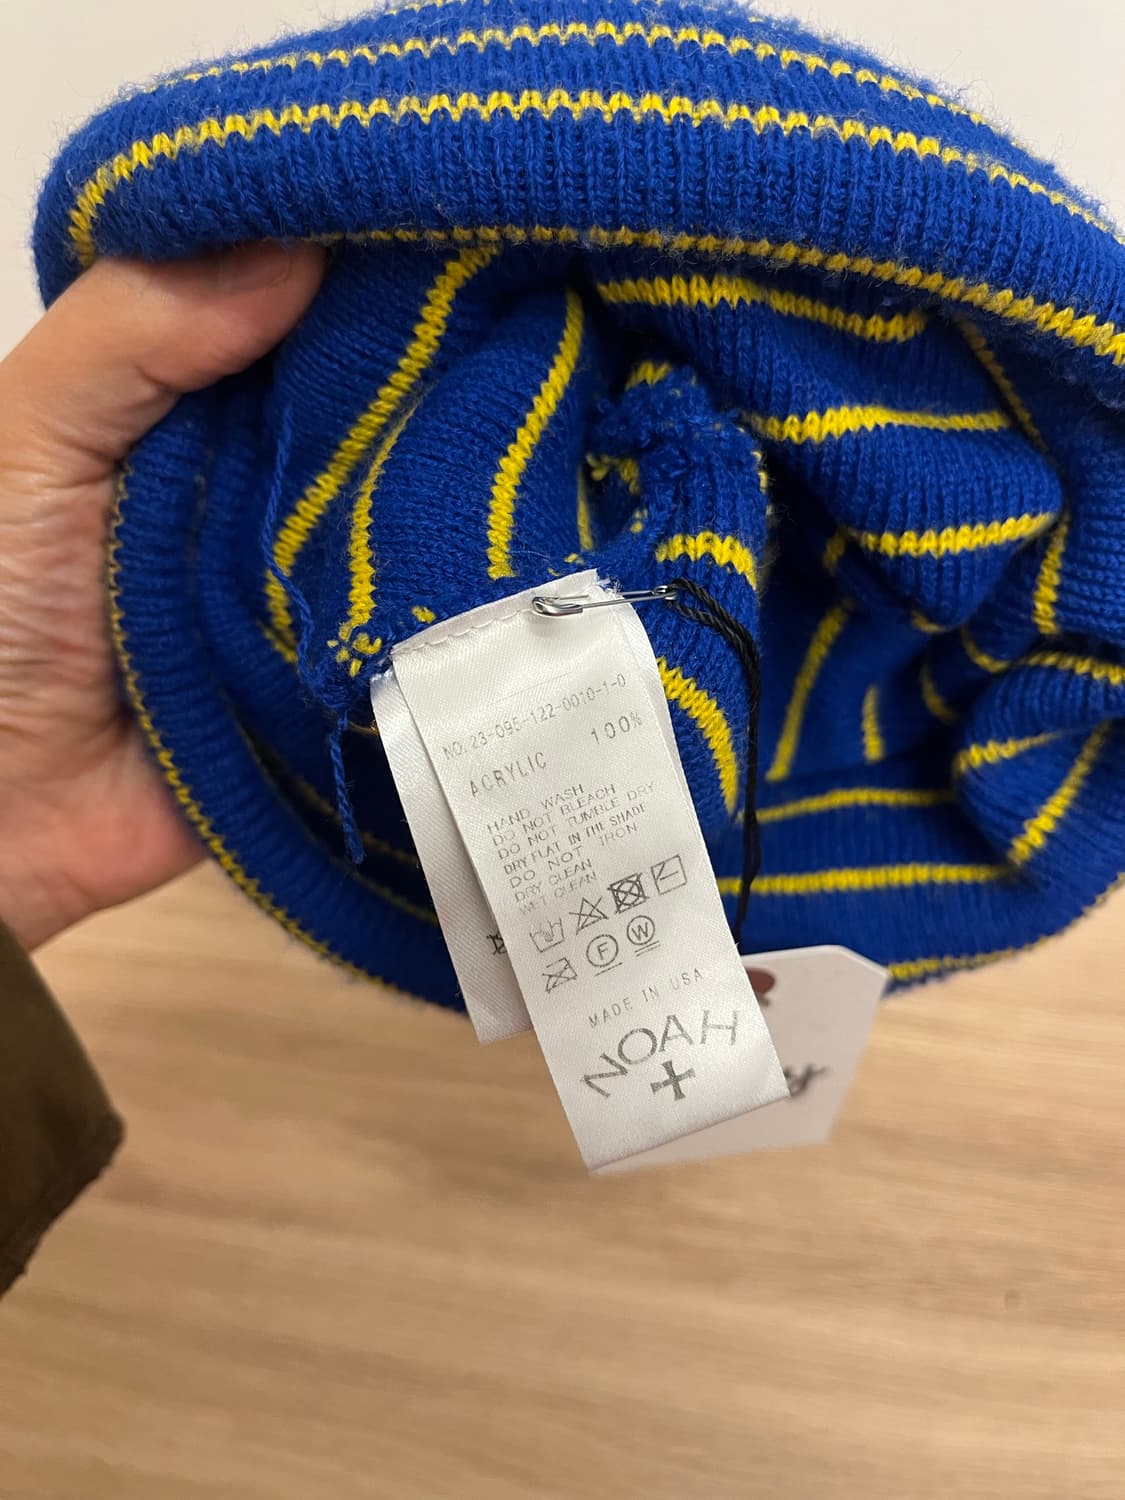 NO. 23-095-122-0010-1-0
ACRYLIC 100%
HAND WASH
DO NOT BLEACH
DO NOT TUMBLE DRY
DRY FLAT IN THE SHADE
DO NOT IRON
DRY CLEAN
WET CLEAN
F W
MADE IN USA
NOAH